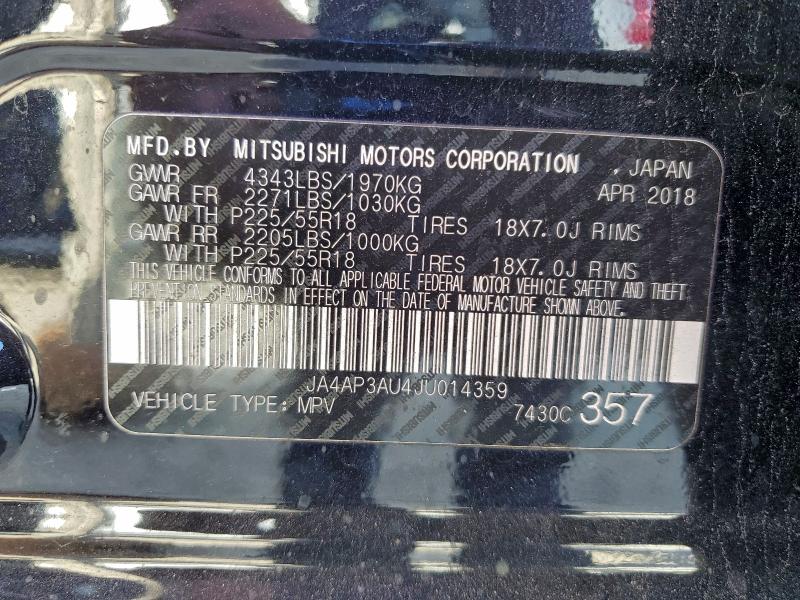 MFD.BY MITSUBISHI MOTORS CORPORATION , JAPAN
GVWR 4343LBS/1970KG APR 2018
GAWR FR 2271LBS/1030KG
WITH P225/55R18 TIRES 18X7.0J RIMS
GAWR RR 2205LBS/1000KG
WITH P225/55R18 TIRES 18X7.0J RIMS
THIS VEHICLE CONFORMS TO ALL APPLICABLE FEDERAL MOTOR VEHICLE SAFETY AND THEFT
PREVENTION STANDARDS IN EFFECT ON THE DATE OF MANUFACTURE SHOWN ABOVE.
JA4AP3AU4JU014359
VEHICLE TYPE: MPV 7430C 357